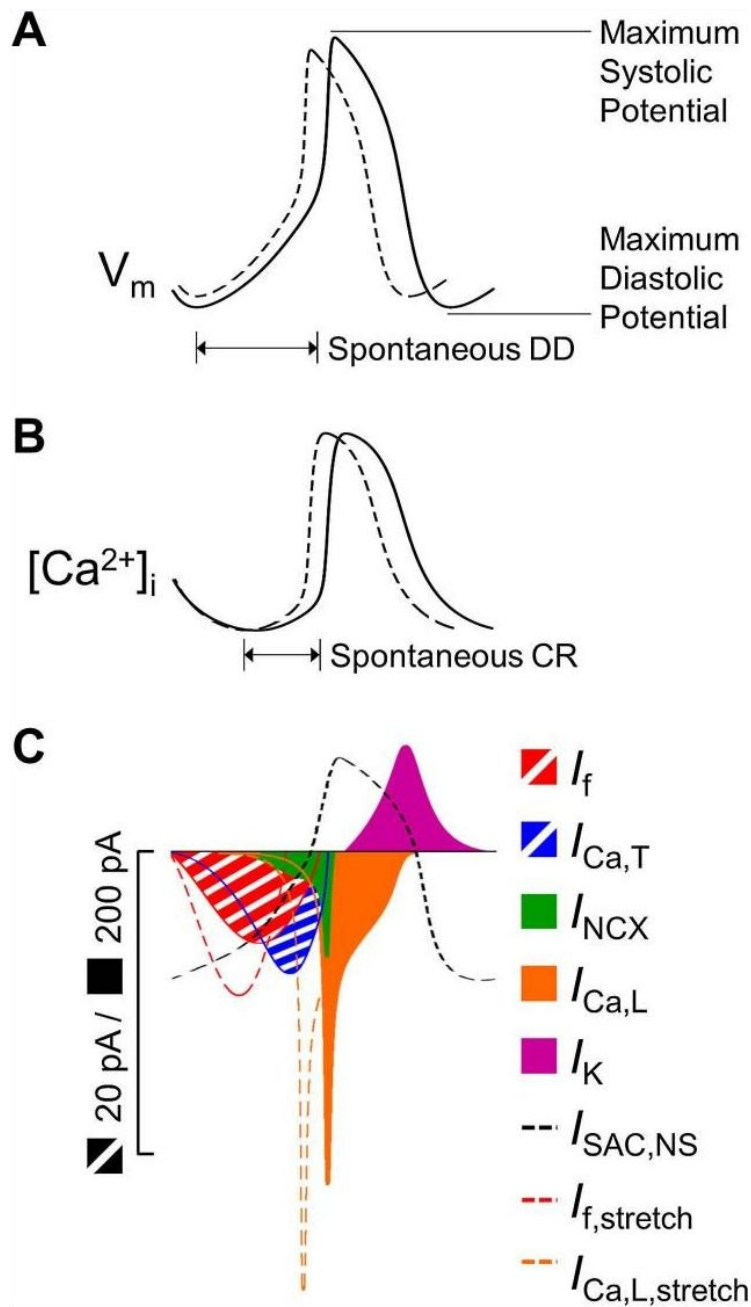 A
Maximum
Systolic
Potential
Vm
Maximum
Diastolic
Potential
Spontaneous DD
B
[Ca2+]i
Spontaneous CR
C
20 pA / 200 pA
If
ICa,T
INCX
ICa,L
IK
ISAC,NS
If,stretch
ICa,L,stretch